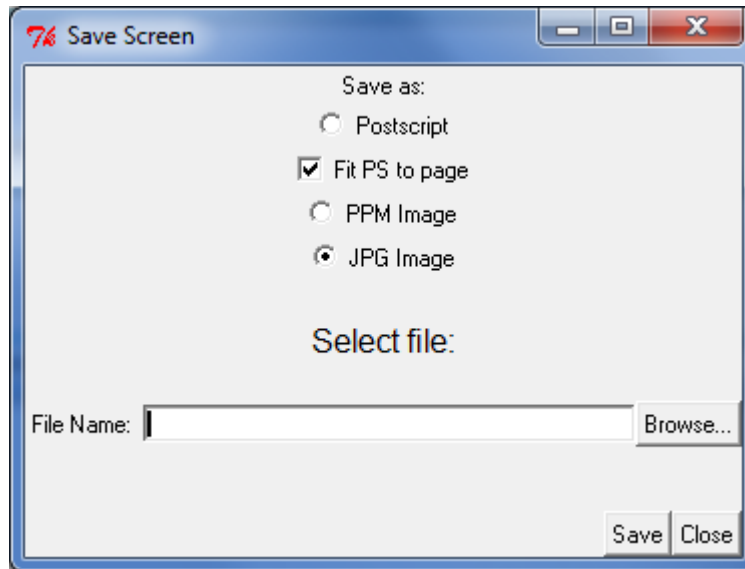 Save Screen
Save as:
Postscript
Fit PS to page
PPM Image
JPG Image
Select file:
File Name: Browse...
Save Close